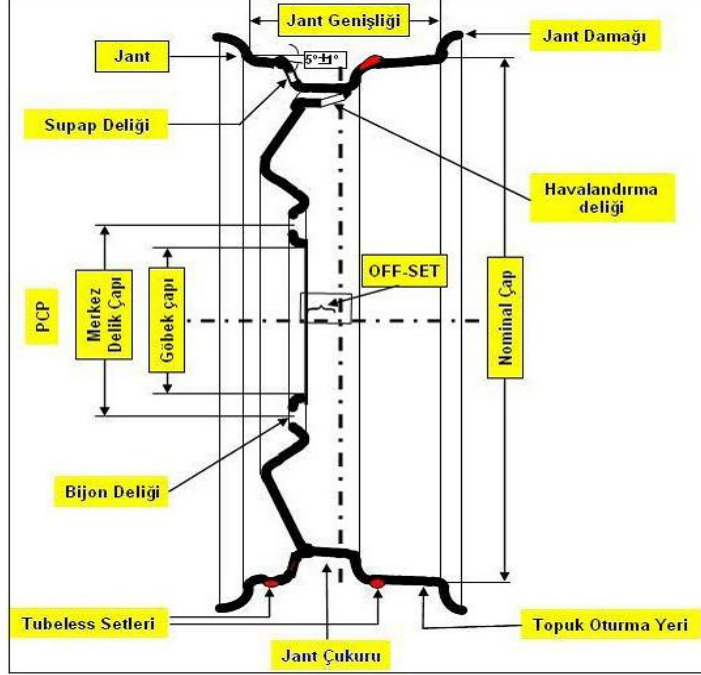 Jant Genişliği
Jant Damağı
Jant
5°±1°
Supap Deliği
Havalandırma
deliği
OFF-SET
PCP
Merkez
Delik Çapı
Göbek çapı
Nominal Çap
Bijon Deliği
Tubeless Setleri
Topuk Oturma Yeri
Jant Çukuru